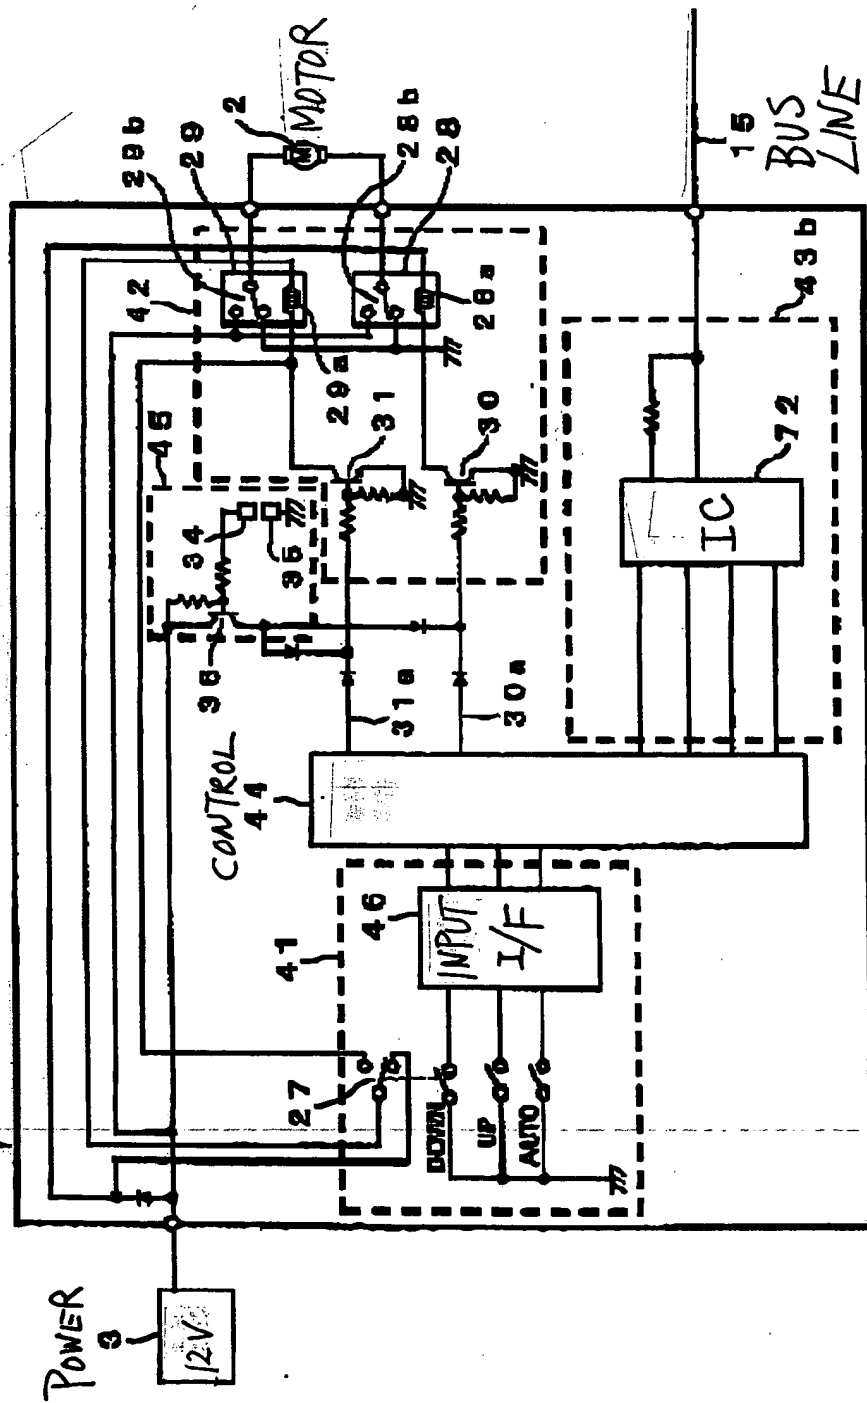 POWER
3
12V
27
DOWN
UP
AUTO
41
46
INPUT
I/F
CONTROL
44
36
34
35
45
31a
30a
31
30
42
29b
29
29a
28b
28
28a
2
M
MOTOR
IC
72
43b
15
BUS
LINE